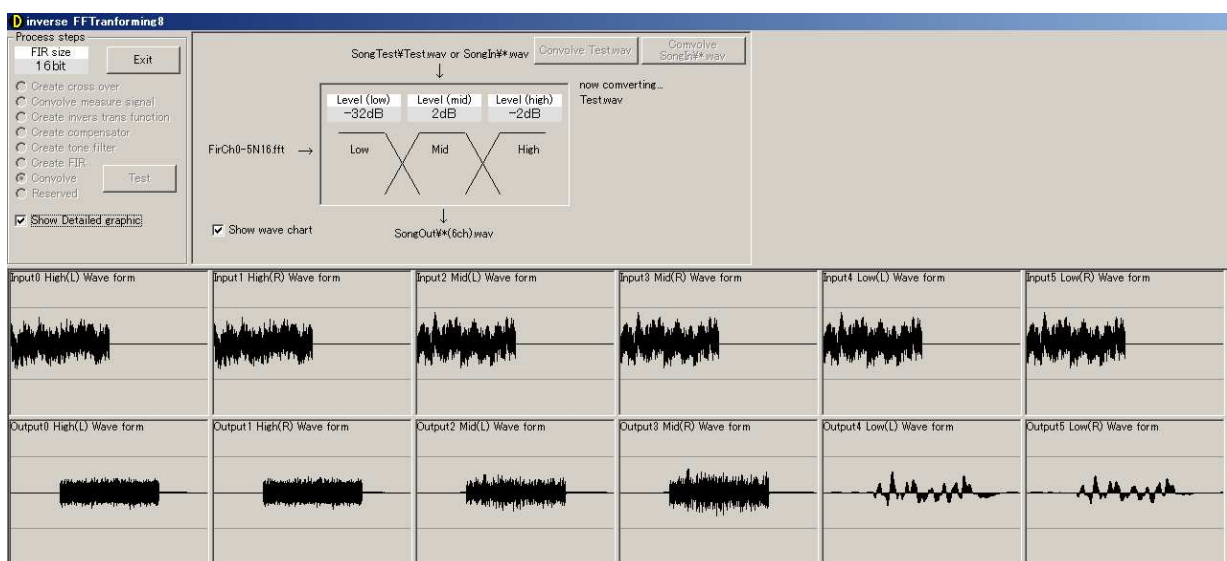 D inverse FFTranforming8
Process steps
FIR size
16bit
Exit
Create cross over
Convolve measure signal
Create invers trans function
Create compensator
Create tone filter
Create FIR
Convolve
Test
Reserved
Show Detailed graphic
SongTest¥Test.wav or SongIn¥*.wav
Convolve Test.wav
Comvolve
SongIn¥*.wav
now comverting...
Test.wav
Level (low)
Level (mid)
Level (high)
-32dB
2dB
-2dB
FirCh0-5N16.fft
Low
Mid
High
Show wave chart
SongOut¥*(6ch).wav
Input0 High(L) Wave form
Input1 High(R) Wave form
Input2 Mid(L) Wave form
Input3 Mid(R) Wave form
Input4 Low(L) Wave form
Input5 Low(R) Wave form
Output0 High(L) Wave form
Output1 High(R) Wave form
Output2 Mid(L) Wave form
Output3 Mid(R) Wave form
Output4 Low(L) Wave form
Output5 Low(R) Wave form